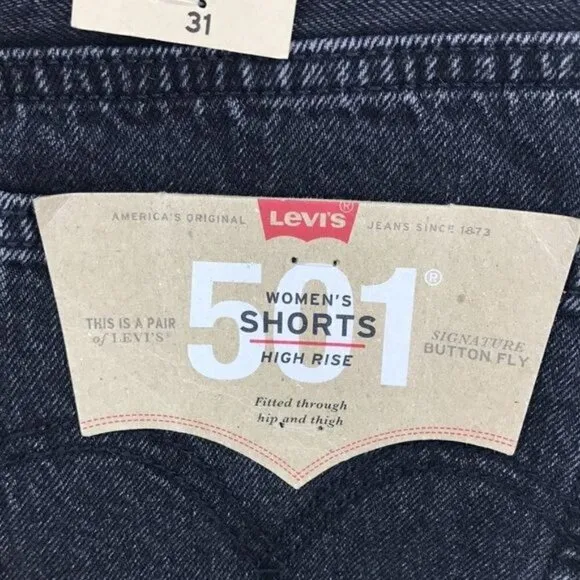 31
AMERICA'S ORIGINAL LEVI'S® JEANS SINCE 1873
501®
WOMEN'S
SHORTS
HIGH RISE
THIS IS A PAIR
of LEVI'S®
SIGNATURE
BUTTON FLY
Fitted through
hip and thigh